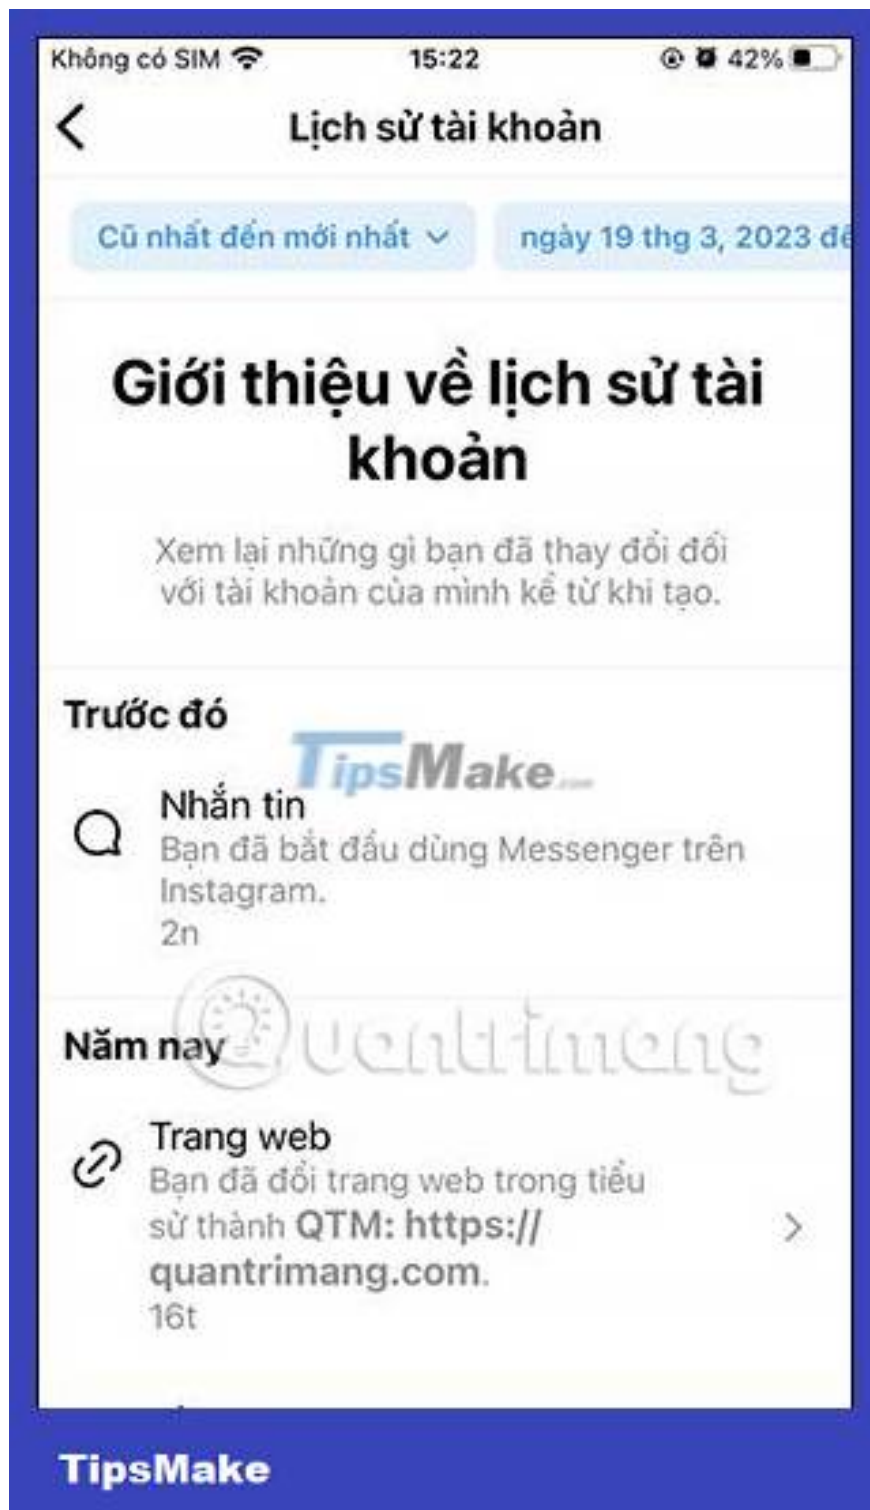 Không có SIM 15:22 42%
Lịch sử tài khoản
Cũ nhất đến mới nhất ngày 19 thg 3, 2023 đế
Giới thiệu về lịch sử tài
khoản
Xem lại những gì bạn đã thay đổi đối
với tài khoản của mình kể từ khi tạo.
Trước đó
TipsMake.com
Nhắn tin
Bạn đã bắt đầu dùng Messenger trên
Instagram.
2n
Quantrimang
Năm nay
Trang web
Bạn đã đổi trang web trong tiểu
sử thành QTM: https://
quantrimang.com.
16t
TipsMake